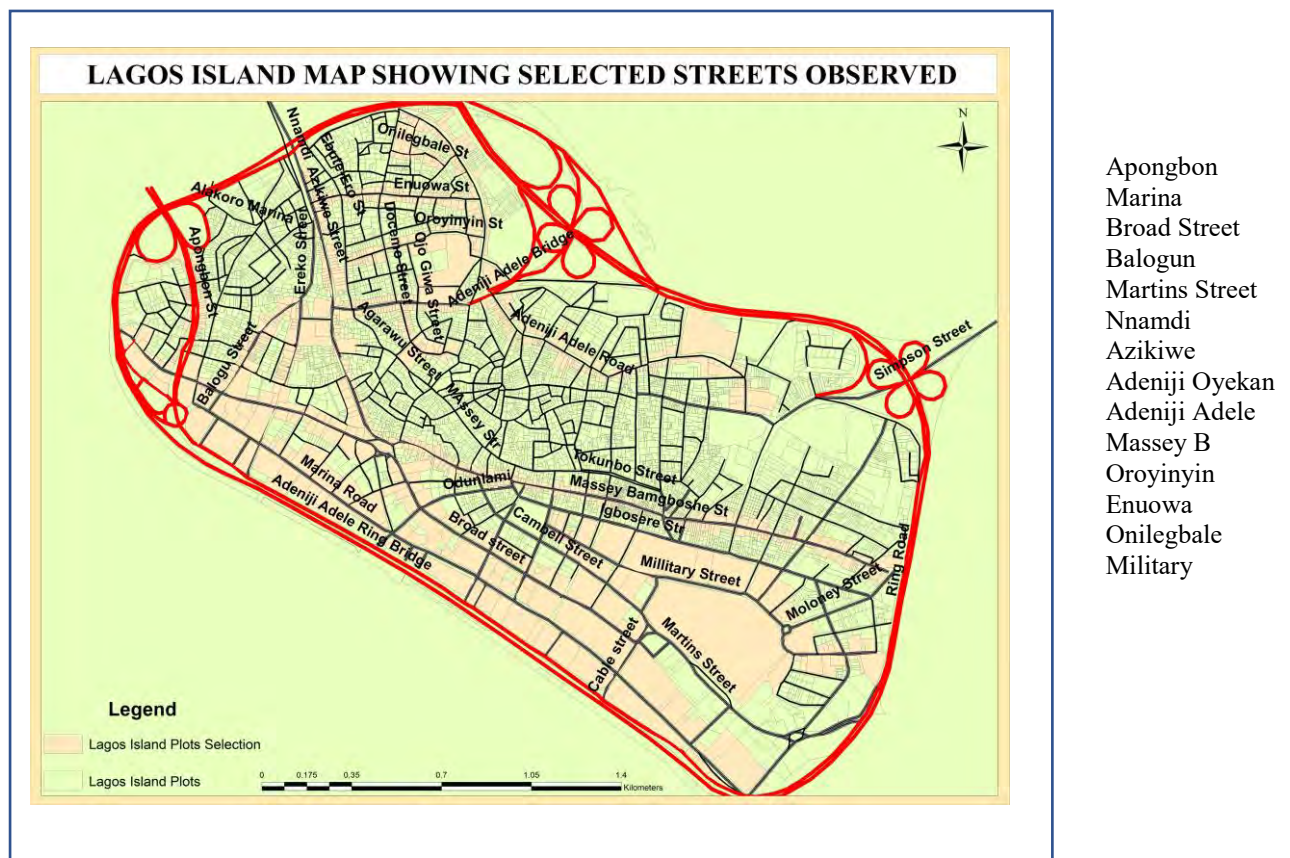 LAGOS ISLAND MAP SHOWING SELECTED STREETS OBSERVED
N
Onilegbale St
Nnamdi Azikiwe Street
Ebute Ero St
Enuowa St
Alakoro Marina
Oroyinyin St
Docemo Street
Ojo Giwa Street
Ereko Street
Apongbon St
Adeniji Adele Bridge
Adeniji Adele Road
Agarawu Street
Simpson Street
Balogu Street
MAssey Str
Tokunbo Street
Odunlami
Massey Bamgboshe St
Igbosere Str
Marina Road
Adeniji Adele Ring Bridge
Broad street
Cambell Street
Millitary Street
Moloney Street
Ring Road
Martins Street
Cable street
Legend
Lagos Island Plots Selection
Lagos Island Plots
0 0.175 0.35 0.7 1.05 1.4
Kilometers
Apongbon
Marina
Broad Street
Balogun
Martins Street
Nnamdi
Azikiwe
Adeniji Oyekan
Adeniji Adele
Massey B
Oroyinyin
Enuowa
Onilegbale
Military